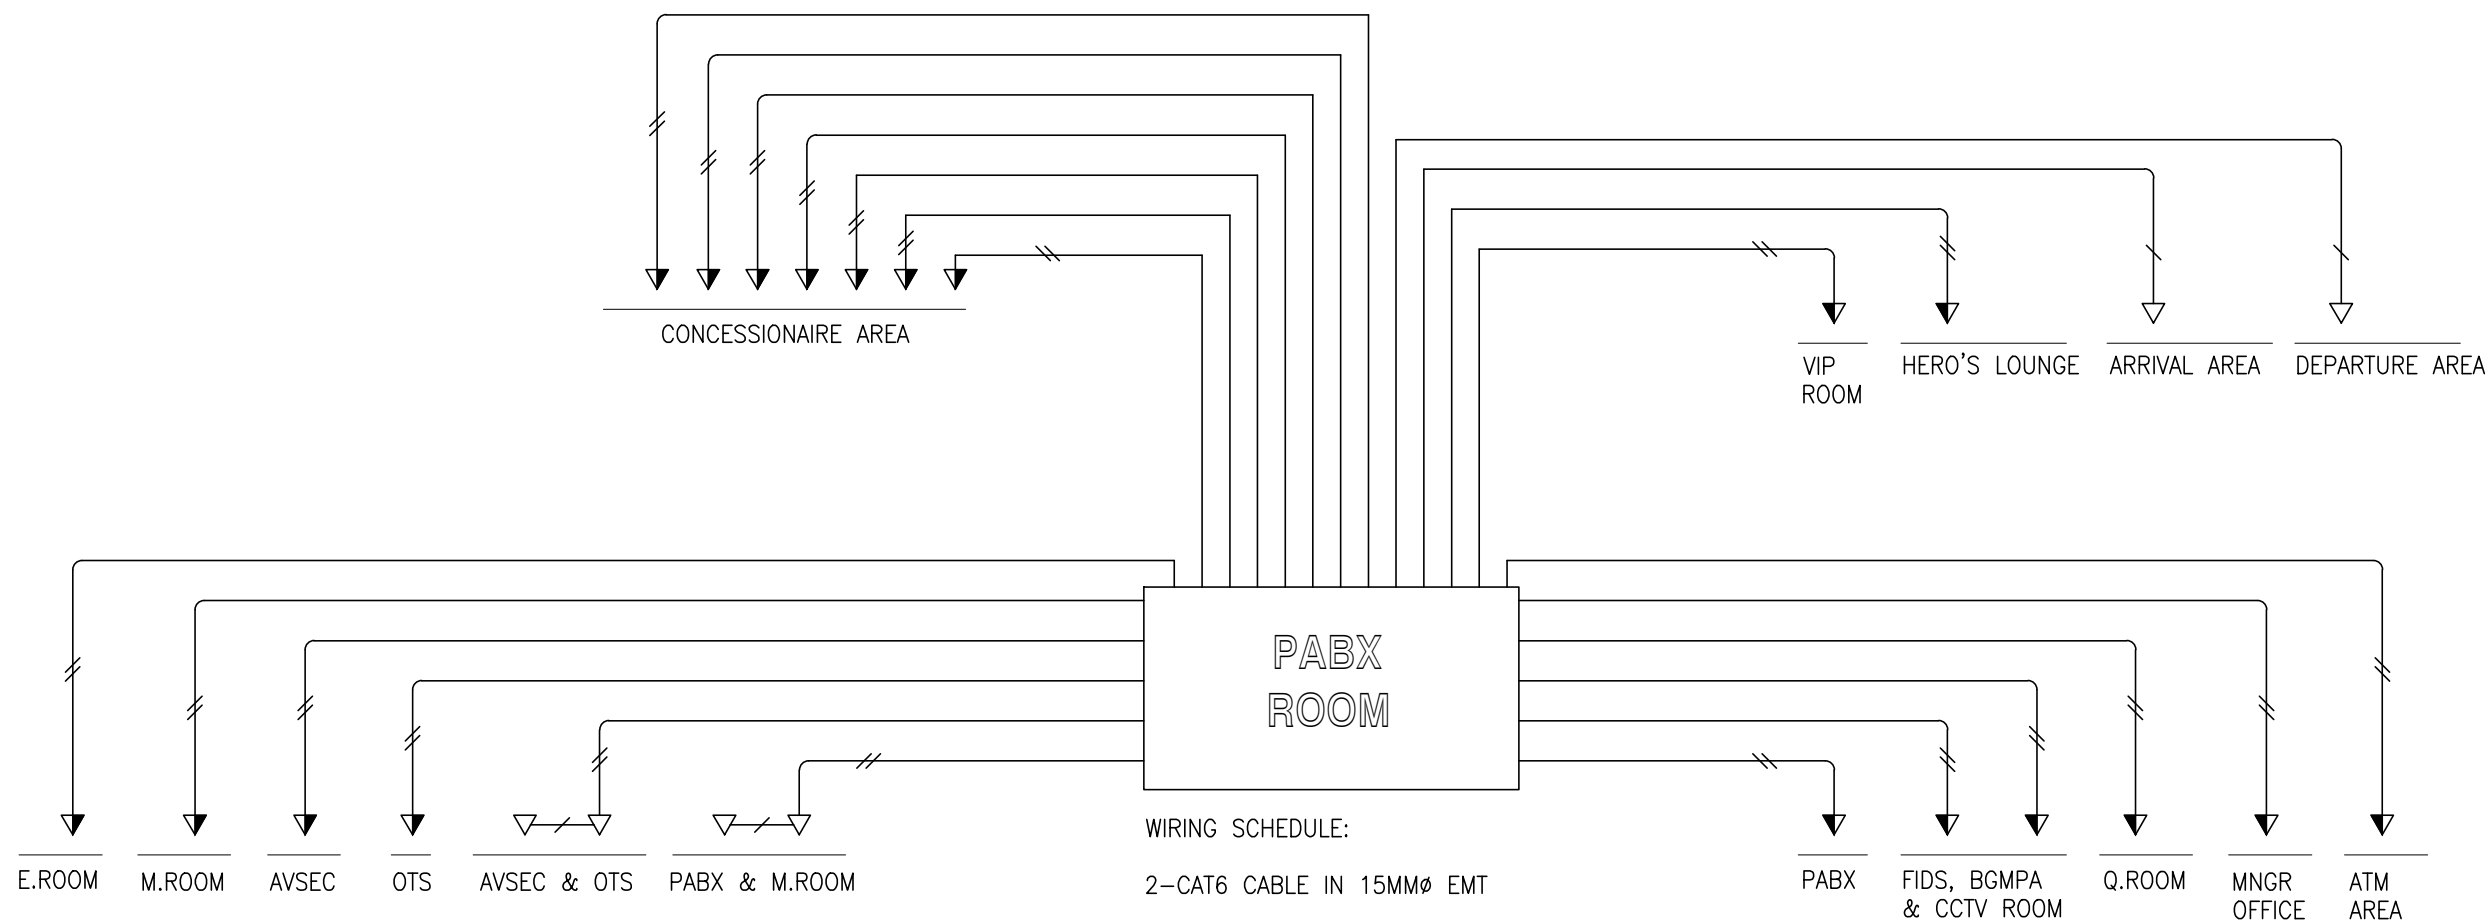 CONCESSIONAIRE AREA
VIP
ROOM
HERO'S LOUNGE
ARRIVAL AREA
DEPARTURE AREA
PABX
ROOM
WIRING SCHEDULE:
2-CAT6 CABLE IN 15MMØ EMT
E.ROOM
M.ROOM
AVSEC
OTS
AVSEC & OTS
PABX & M.ROOM
PABX
FIDS, BGMPA
& CCTV ROOM
Q.ROOM
MNGR
OFFICE
ATM
AREA